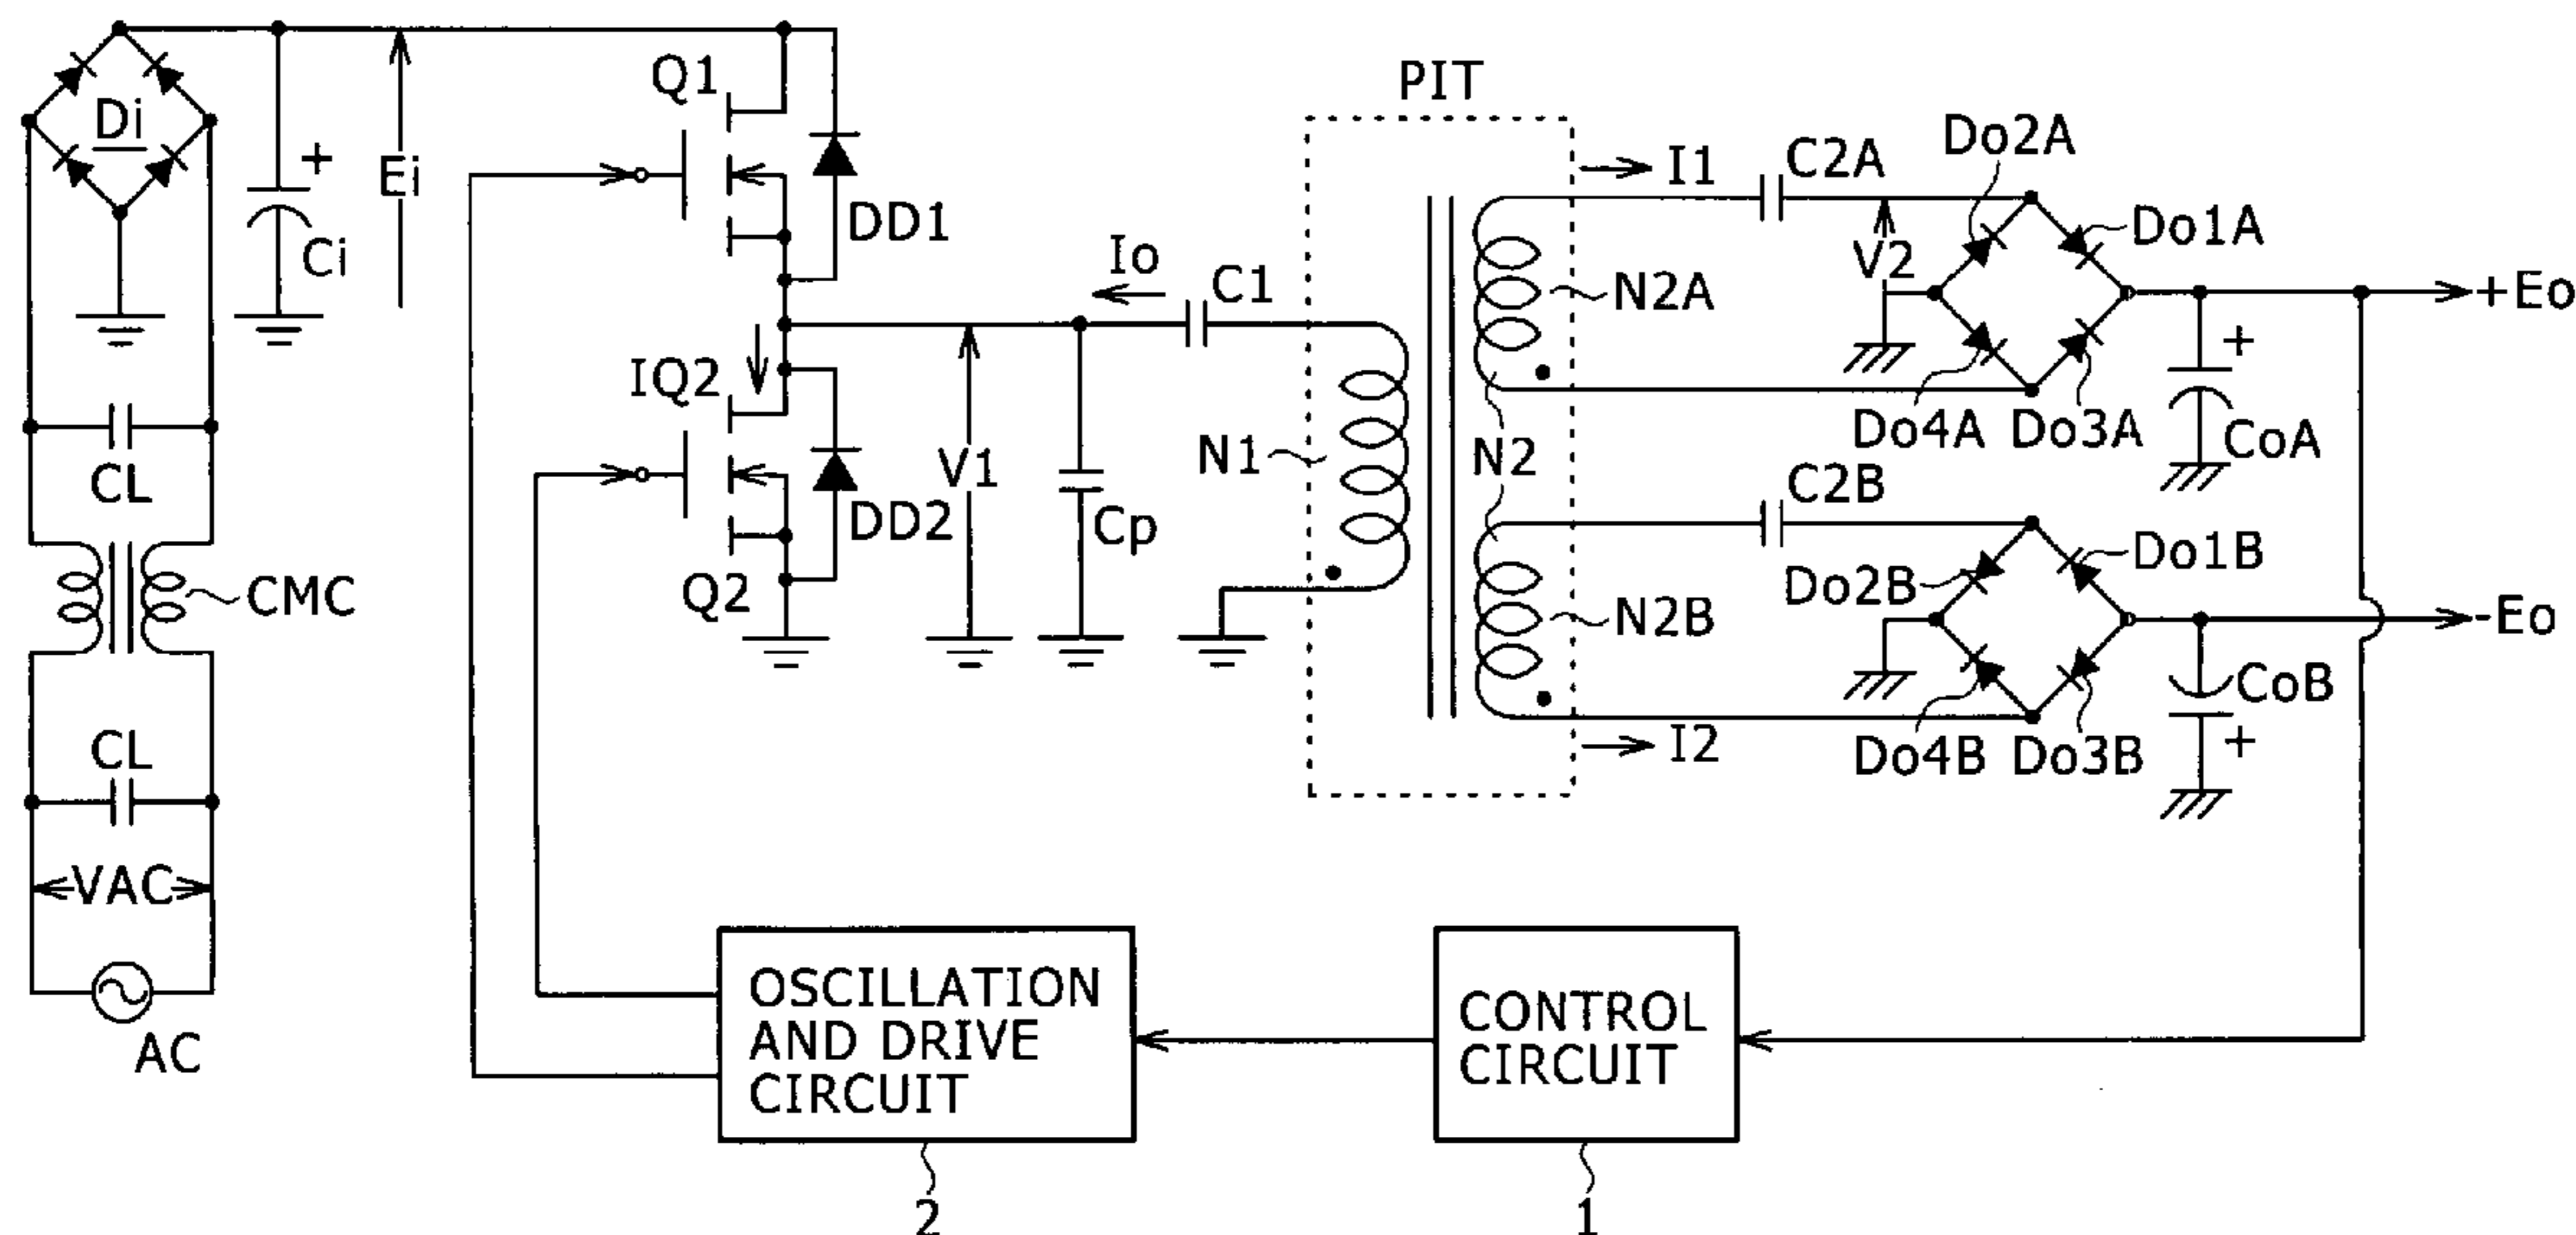 Di
+
Ci
Ei
CL
CMC
CL
VAC
AC
Q1
DD1
IQ2
DD2
Q2
V1
Io
C1
Cp
PIT
N1
N2
N2A
N2B
I1
I2
C2A
V2
Do2A
Do1A
Do4A
Do3A
+
CoA
+Eo
C2B
Do2B
Do1B
Do4B
Do3B
CoB
+
-Eo
OSCILLATION
AND DRIVE
CIRCUIT
2
CONTROL
CIRCUIT
1